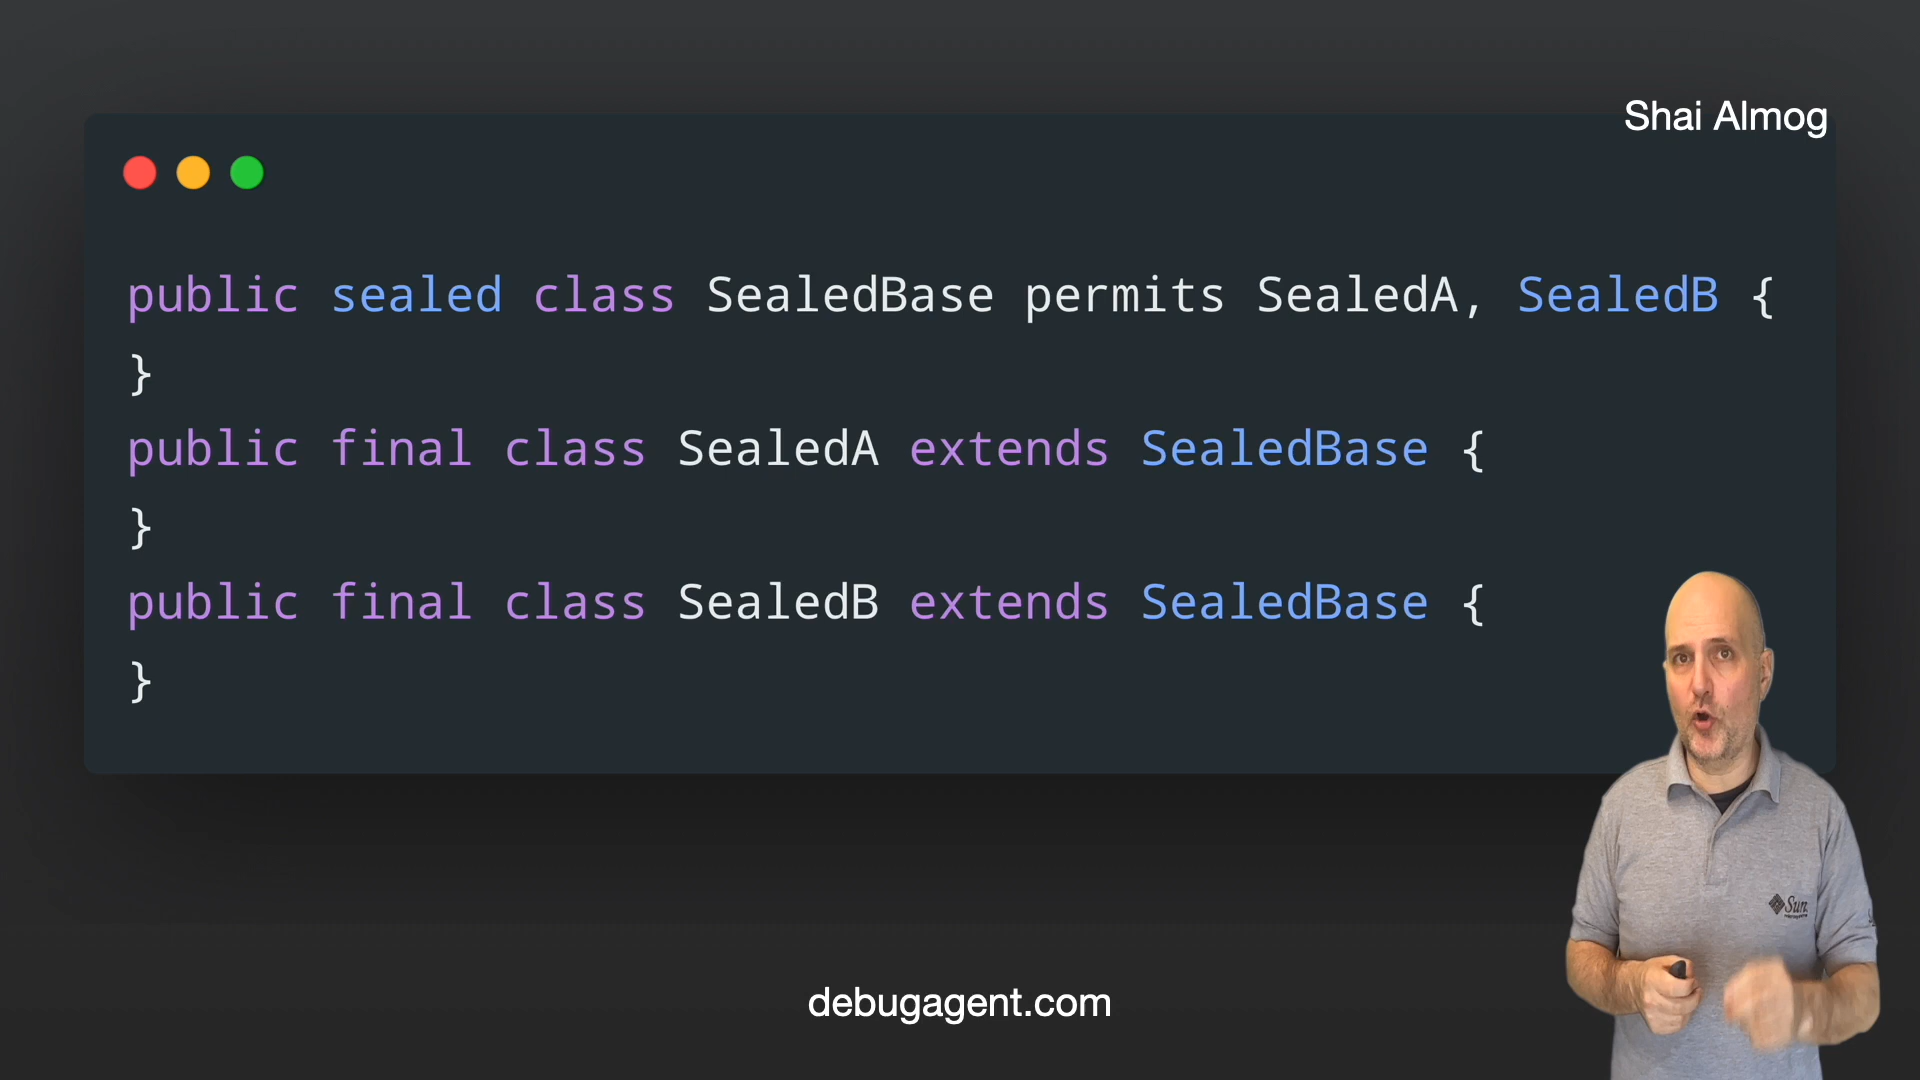 Shai Almog
public sealed class SealedBase permits SealedA, SealedB {
}
public final class SealedA extends SealedBase {
}
public final class SealedB extends SealedBase {
}
Sun
debugagent.com